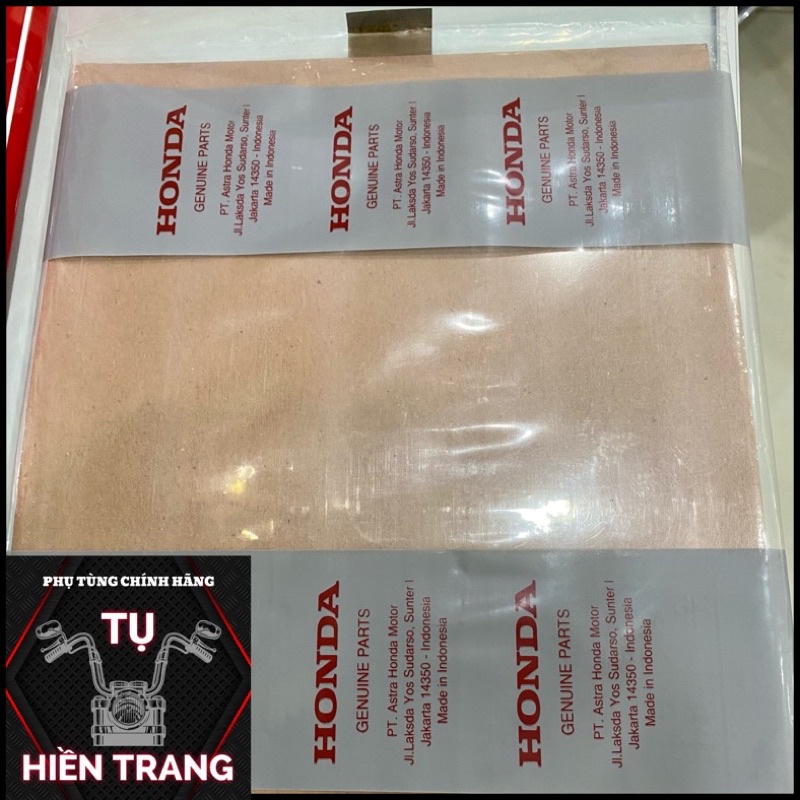 HONDA
GENUINE PARTS
PT. Astra Honda Motor
Jl.Laksda Yos Sudarso, Sunter I
Jakarta 14350 - Indonesia
Made in Indonesia
HONDA
GENUINE PARTS
PT. Astra Honda Motor
Jl.Laksda Yos Sudarso, Sunter I
Jakarta 14350 - Indonesia
Made in Indonesia
HONDA
GENUINE PARTS
PT. Astra Honda Motor
Jl.Laksda Yos Sudarso, Sunter I
Jakarta 14350 - Indonesia
Made in Indonesia
HONDA
GENUINE PARTS
PT. Astra Honda Motor
Jl.Laksda Yos Sudarso, Sunter I
Jakarta 14350 - Indonesia
Made in Indonesia
HONDA
GENUINE PARTS
PT. Astra Honda Motor
Jl.Laksda Yos Sudarso, Sunter I
Jakarta 14350 - Indonesia
Made in Indonesia
PHỤ TÙNG CHÍNH HÃNG
TỤ
HIỀN TRANG